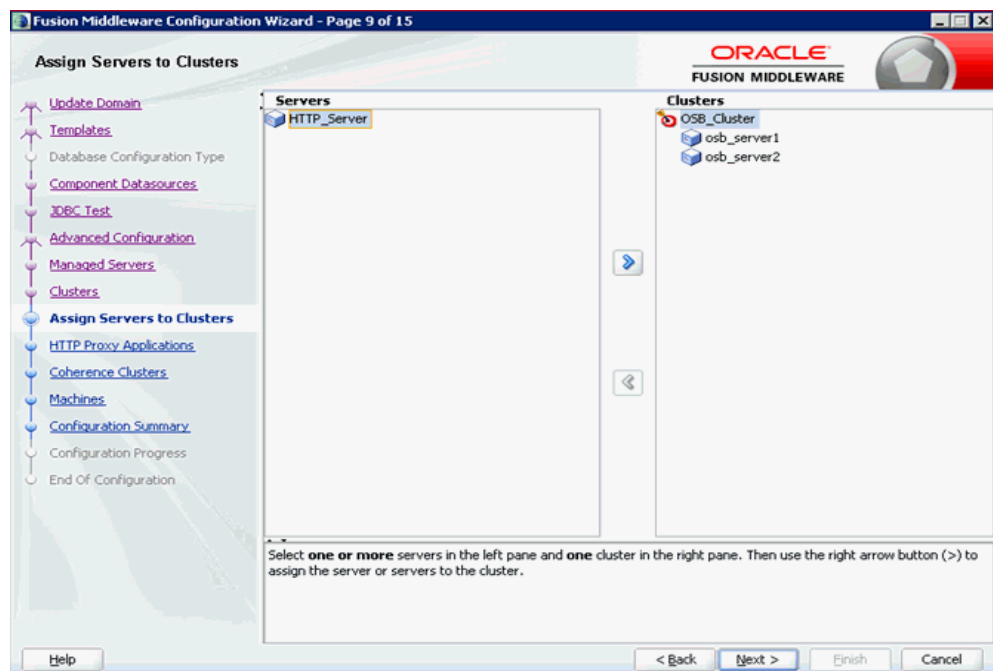 Fusion Middleware Configuration Wizard - Page 9 of 15
Assign Servers to Clusters
ORACLE
FUSION MIDDLEWARE
Update Domain
Templates
Database Configuration Type
Component Datasources
JDBC Test
Advanced Configuration
Managed Servers
Clusters
Assign Servers to Clusters
HTTP Proxy Applications
Coherence Clusters
Machines
Configuration Summary
Configuration Progress
End Of Configuration
Servers
HTTP_Server
Clusters
OSB_Cluster
osb_server1
osb_server2
Select one or more servers in the left pane and one cluster in the right pane. Then use the right arrow button (>) to
assign the server or servers to the cluster.
Help
< Back
Next >
Finish
Cancel